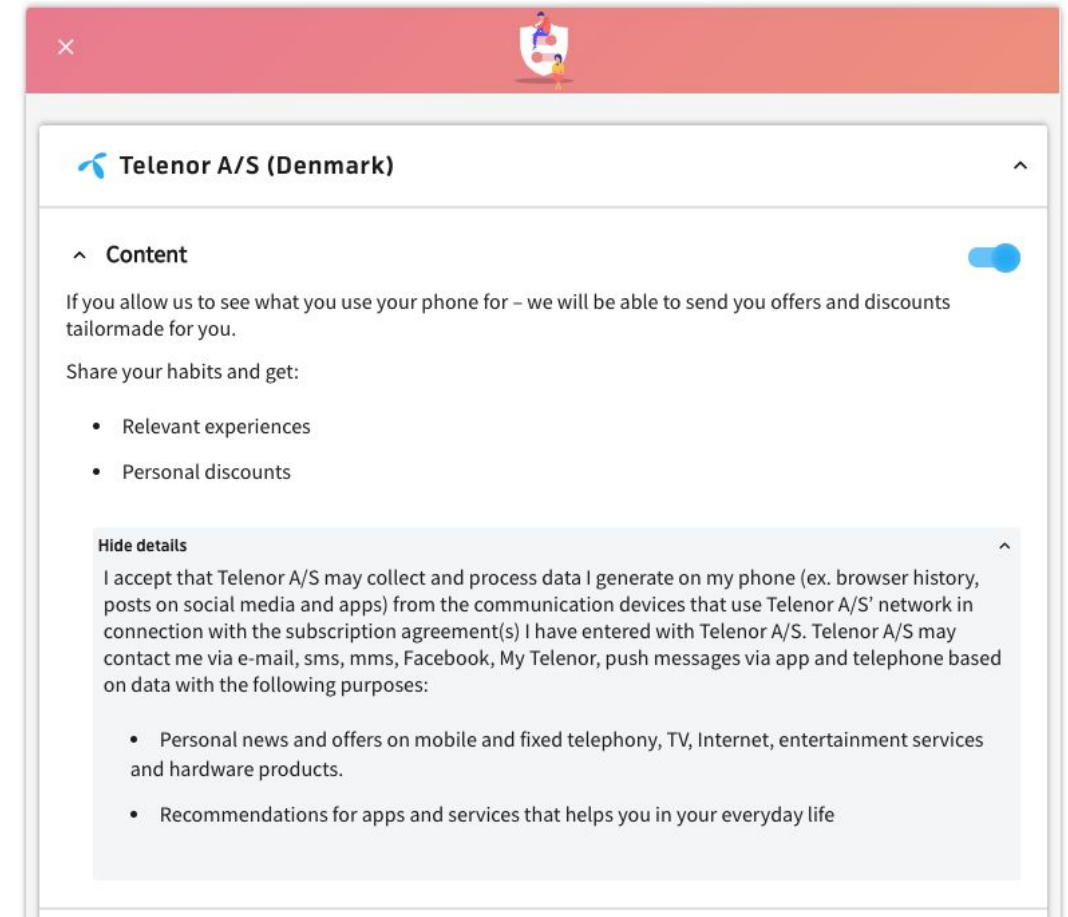 Telenor A/S (Denmark)
Content
If you allow us to see what you use your phone for – we will be able to send you offers and discounts
tailormade for you.
Share your habits and get:
• Relevant experiences
• Personal discounts
Hide details
I accept that Telenor A/S may collect and process data I generate on my phone (ex. browser history,
posts on social media and apps) from the communication devices that use Telenor A/S’ network in
connection with the subscription agreement(s) I have entered with Telenor A/S. Telenor A/S may
contact me via e-mail, sms, mms, Facebook, My Telenor, push messages via app and telephone based
on data with the following purposes:
• Personal news and offers on mobile and fixed telephony, TV, Internet, entertainment services
and hardware products.
• Recommendations for apps and services that helps you in your everyday life